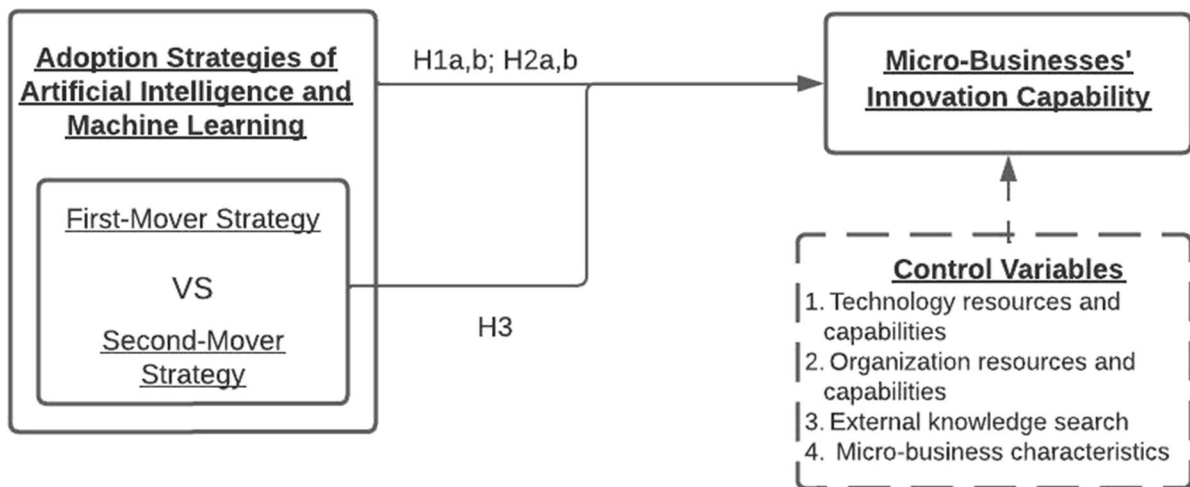 Adoption Strategies of
Artificial Intelligence and
Machine Learning
First-Mover Strategy
VS
Second-Mover
Strategy
H1a,b; H2a,b
H3
Micro-Businesses'
Innovation Capability
Control Variables
1. Technology resources and
capabilities
2. Organization resources and
capabilities
3. External knowledge search
4. Micro-business characteristics